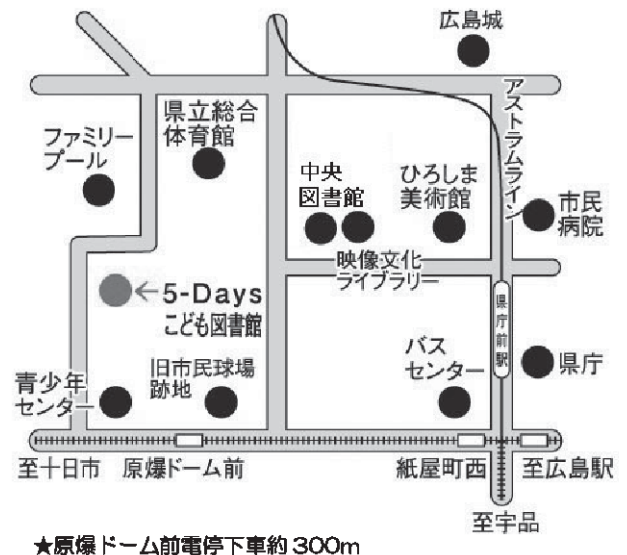 広島城
アストラムライン
県立総合
体育館
ファミリー
プール
中央
図書館
ひろしま
美術館
市民
病院
映像文化
ライブラリー
←5-Days
こども図書館
県庁前駅
バス
センター
県庁
旧市民球場
跡地
青少年
センター
至十日市
原爆ドーム前
紙屋町西
至広島駅
至宇品
★原爆ドーム前電停下車約300m